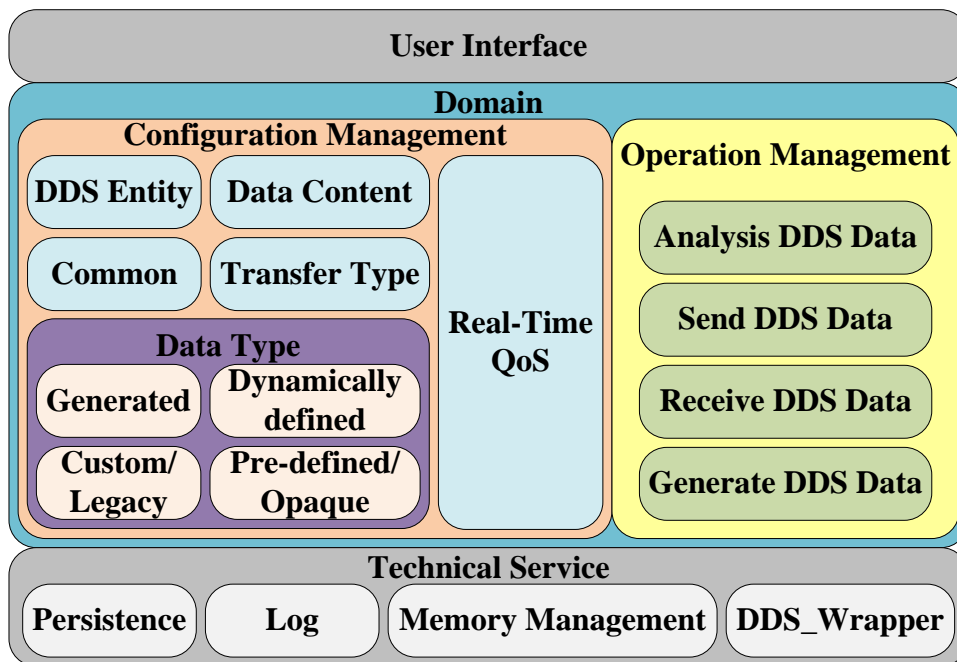 User Interface
Domain
Configuration Management
DDS Entity
Data Content
Common
Transfer Type
Data Type
Generated
Dynamically
defined
Custom/
Legacy
Pre-defined/
Opaque
Real-Time
QoS
Operation Management
Analysis DDS Data
Send DDS Data
Receive DDS Data
Generate DDS Data
Technical Service
Persistence
Log
Memory Management
DDS_Wrapper